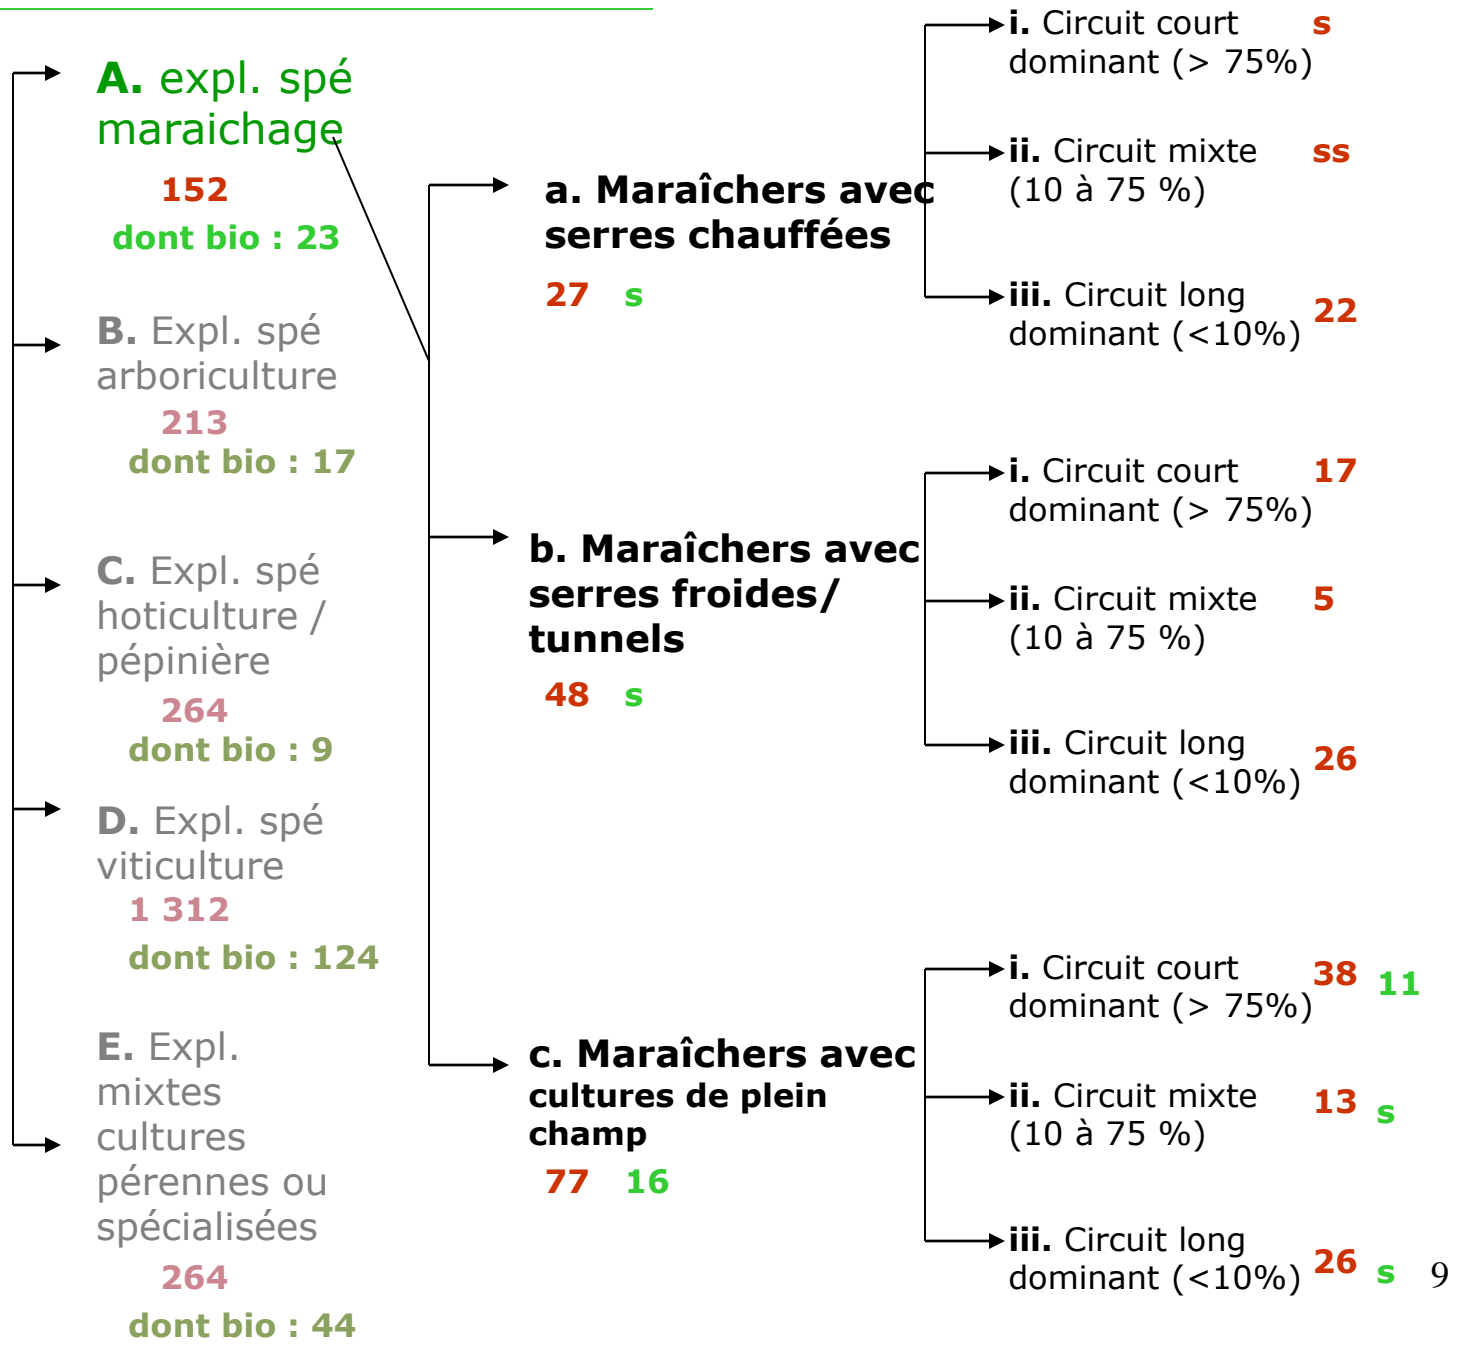 A. expl. spé
maraichage
152
dont bio : 23
B. Expl. spé
arboriculture
213
dont bio : 17
C. Expl. spé
hoticulture /
pépinière
264
dont bio : 9
D. Expl. spé
viticulture
1 312
dont bio : 124
E. Expl.
mixtes
cultures
pérennes ou
spécialisées
264
dont bio : 44
a. Maraîchers avec
serres chauffées
27 s
i. Circuit court s
dominant (> 75%)
ii. Circuit mixte ss
(10 à 75 %)
iii. Circuit long
dominant (<10%) 22
b. Maraîchers avec
serres froides/
tunnels
48 s
i. Circuit court 17
dominant (> 75%)
ii. Circuit mixte 5
(10 à 75 %)
iii. Circuit long
dominant (<10%) 26
c. Maraîchers avec
cultures de plein
champ
77 16
i. Circuit court 38 11
dominant (> 75%)
ii. Circuit mixte 13 s
(10 à 75 %)
iii. Circuit long
dominant (<10%) 26 s
9